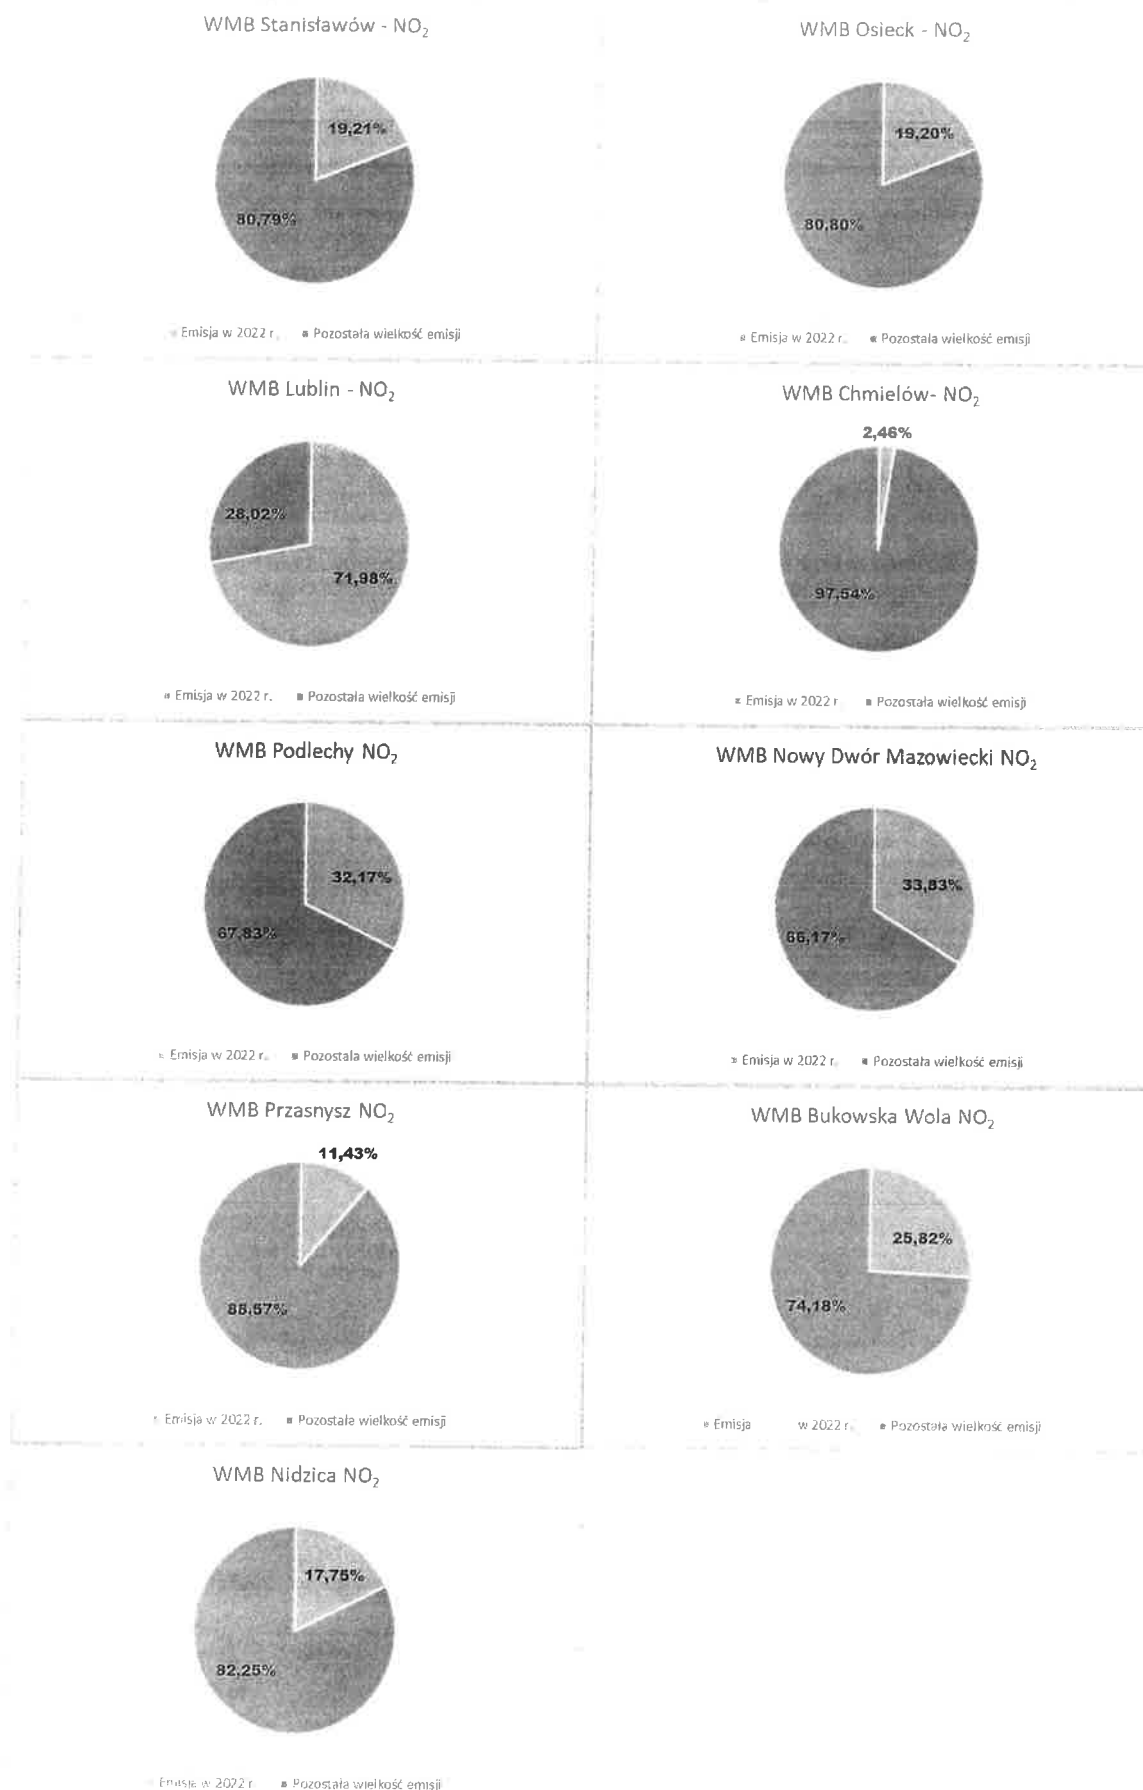 WMB Stanisławów - NO₂
19,21%
80,79%
Emisja w 2022 r. Pozostała wielkość emisji
WMB Osieck - NO₂
19,20%
80,80%
Emisja w 2022 r. Pozostała wielkość emisji
WMB Lublin - NO₂
28,02%
71,98%
Emisja w 2022 r. Pozostała wielkość emisji
WMB Chmielów- NO₂
2,46%
97,54%
Emisja w 2022 r Pozostała wielkość emisji
WMB Podlechy NO₂
32,17%
67,83%
Emisja w 2022 r. Pozostała wielkość emisji
WMB Nowy Dwór Mazowiecki NO₂
33,83%
66,17%
Emisja w 2022 r. Pozostała wielkość emisji
WMB Przasnysz NO₂
11,43%
88,57%
Emisja w 2022 r. Pozostała wielkość emisji
WMB Bukowska Wola NO₂
25,82%
74,18%
Emisja w 2022 r. Pozostała wielkość emisji
WMB Nidzica NO₂
17,75%
82,25%
Emisja w 2022 r Pozostała wielkość emisji